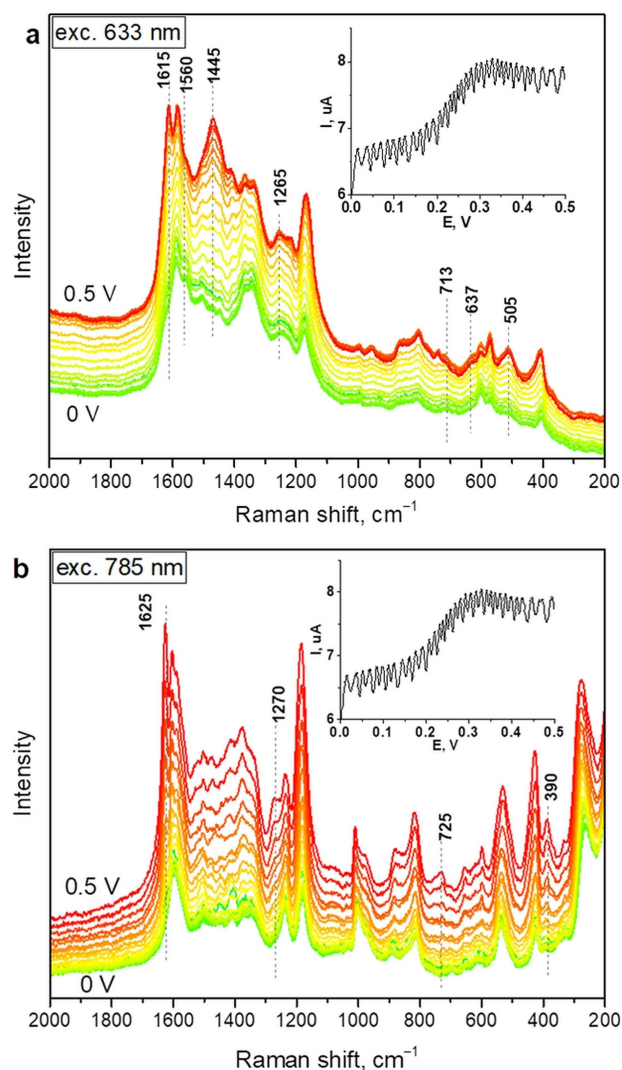 a
exc. 633 nm
1615
1560
1445
1265
713
637
505
0.5 V
0 V
Intensity
2000 1800 1600 1400 1200 1000 800 600 400 200
Raman shift, cm⁻¹
8
7
6
I, uA
0.0 0.1 0.2 0.3 0.4 0.5
E, V
b
exc. 785 nm
1625
1270
725
390
0.5 V
0 V
Intensity
2000 1800 1600 1400 1200 1000 800 600 400 200
Raman shift, cm⁻¹
8
7
6
I, uA
0.0 0.1 0.2 0.3 0.4 0.5
E, V